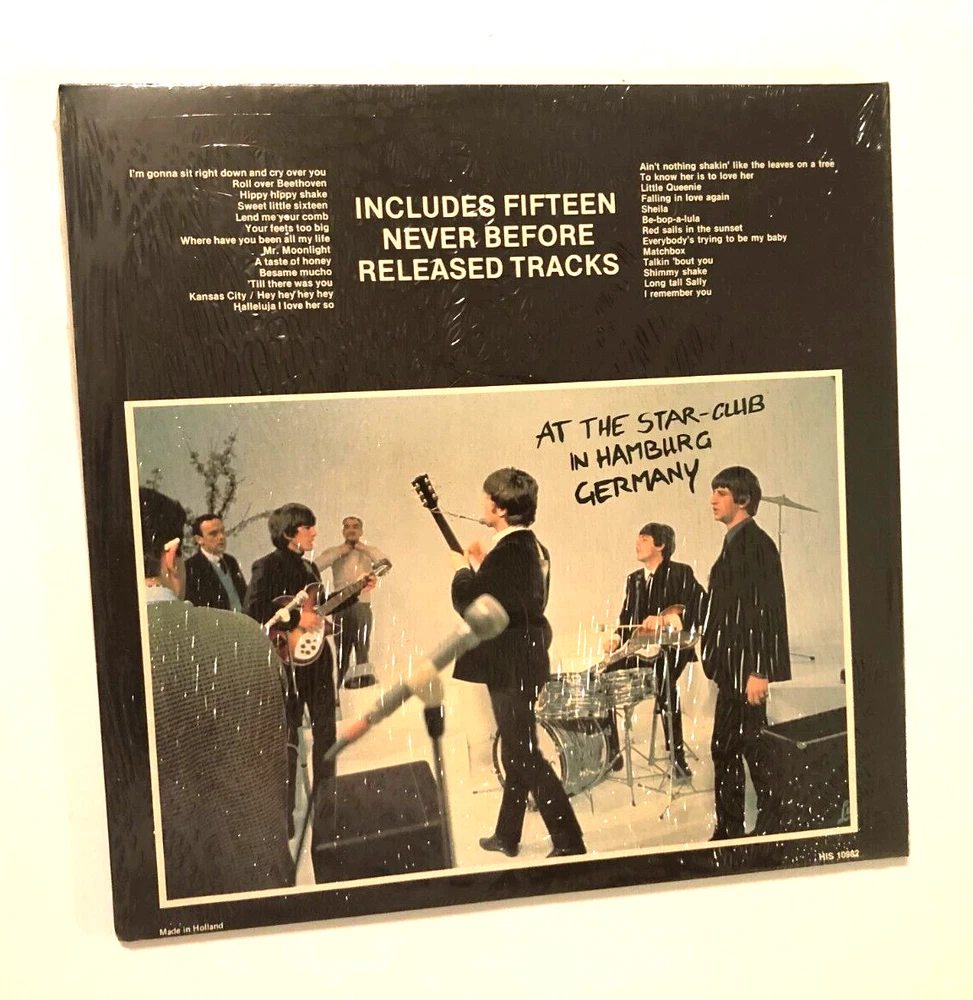 I'm gonna sit right down and cry over you
Roll over Beethoven
Hippy hippy shake
Sweet little sixteen
Lend me your comb
Your feets too big
Where have you been all my life
Mr. Moonlight
A taste of honey
Besame mucho
'Till there was you
Kansas City / Hey hey hey hey
Halleluja I love her so
INCLUDES FIFTEEN
NEVER BEFORE
RELEASED TRACKS
Ain't nothing shakin' like the leaves on a tree
To know her is to love her
Little Queenie
Falling in love again
Sheila
Be-bop-a-lula
Red sails in the sunset
Everybody's trying to be my baby
Matchbox
Talkin 'bout you
Shimmy shake
Long tall Sally
I remember you
AT THE STAR-CLUB
IN HAMBURG
GERMANY
HIS 10982
Made in Holland